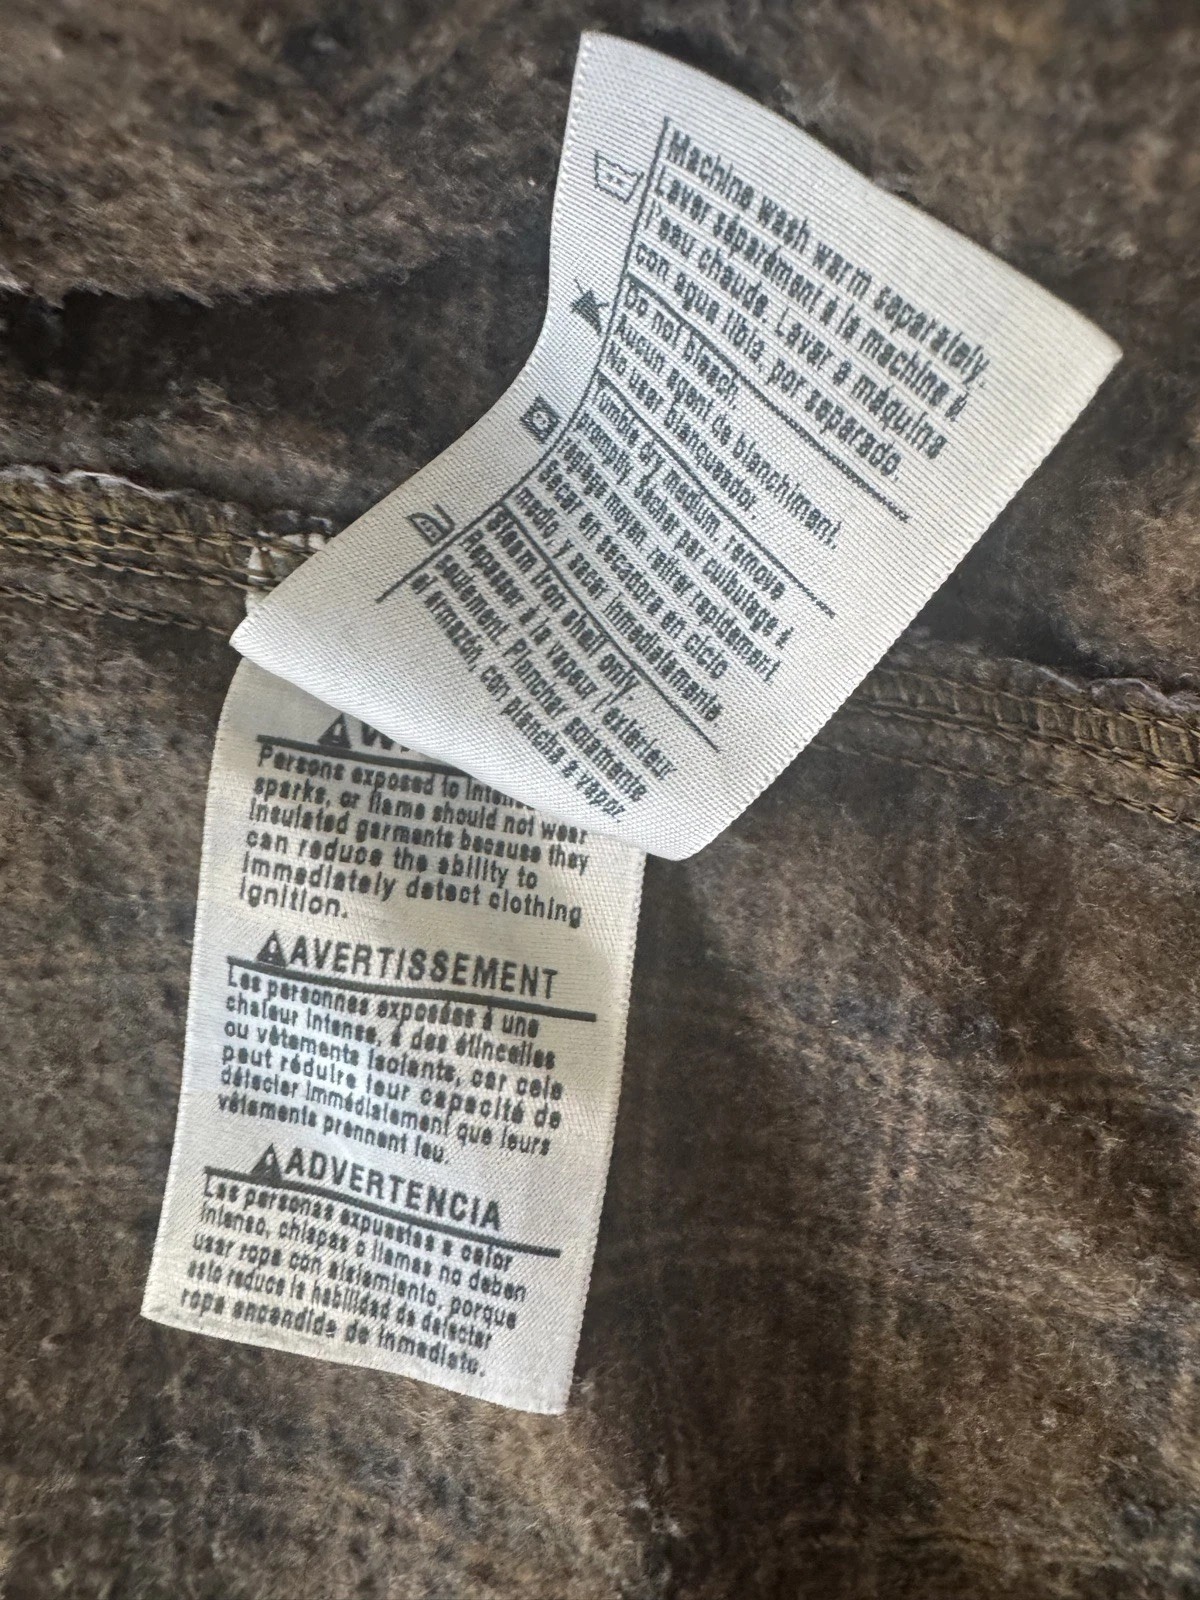 Machine wash warm separately.
Laver séparément à la machine à
l'eau chaude. Lavar a máquina
con agua tibia, por separado.
Do not bleach.
Aucun agent de blanchiment.
No usar blanqueador.
Tumble dry medium, remove
promptly. Sécher par culbutage à
réglage moyen, retirer rapidement
Secar en secadora en ciclo
medio, y sacar inmediatamente.
Steam iron shell only.
Repasser à la vapeur l'extérieur
seulement. Planchar solamente
el armazón, con plancha a vapor.
Persons exposed to intense
sparks, or flame should not wear
insulated garments because they
can reduce the ability to
immediately detect clothing
ignition.
AVERTISSEMENT
Les personnes exposées à une
chaleur intense, à des étincelles
ou vêtements isolants, car cela
peut réduire leur capacité de
détecter immédiatement que leurs
vêtements prennent feu.
ADVERTENCIA
Las personas expuestas a calor
intenso, chispas o llamas no deben
usar ropa con aislamiento, porque
esto reduce la habilidad de detectar
ropa encendida de inmediato.